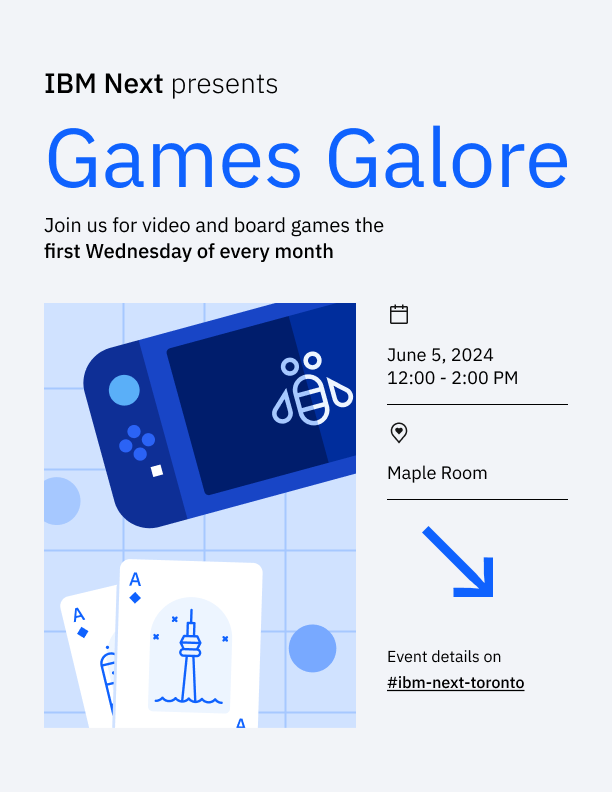 IBM Next presents
Games Galore
Join us for video and board games the
first Wednesday of every month
June 5, 2024
12:00 - 2:00 PM
Maple Room
Event details on
#ibm-next-toronto
A
A
A